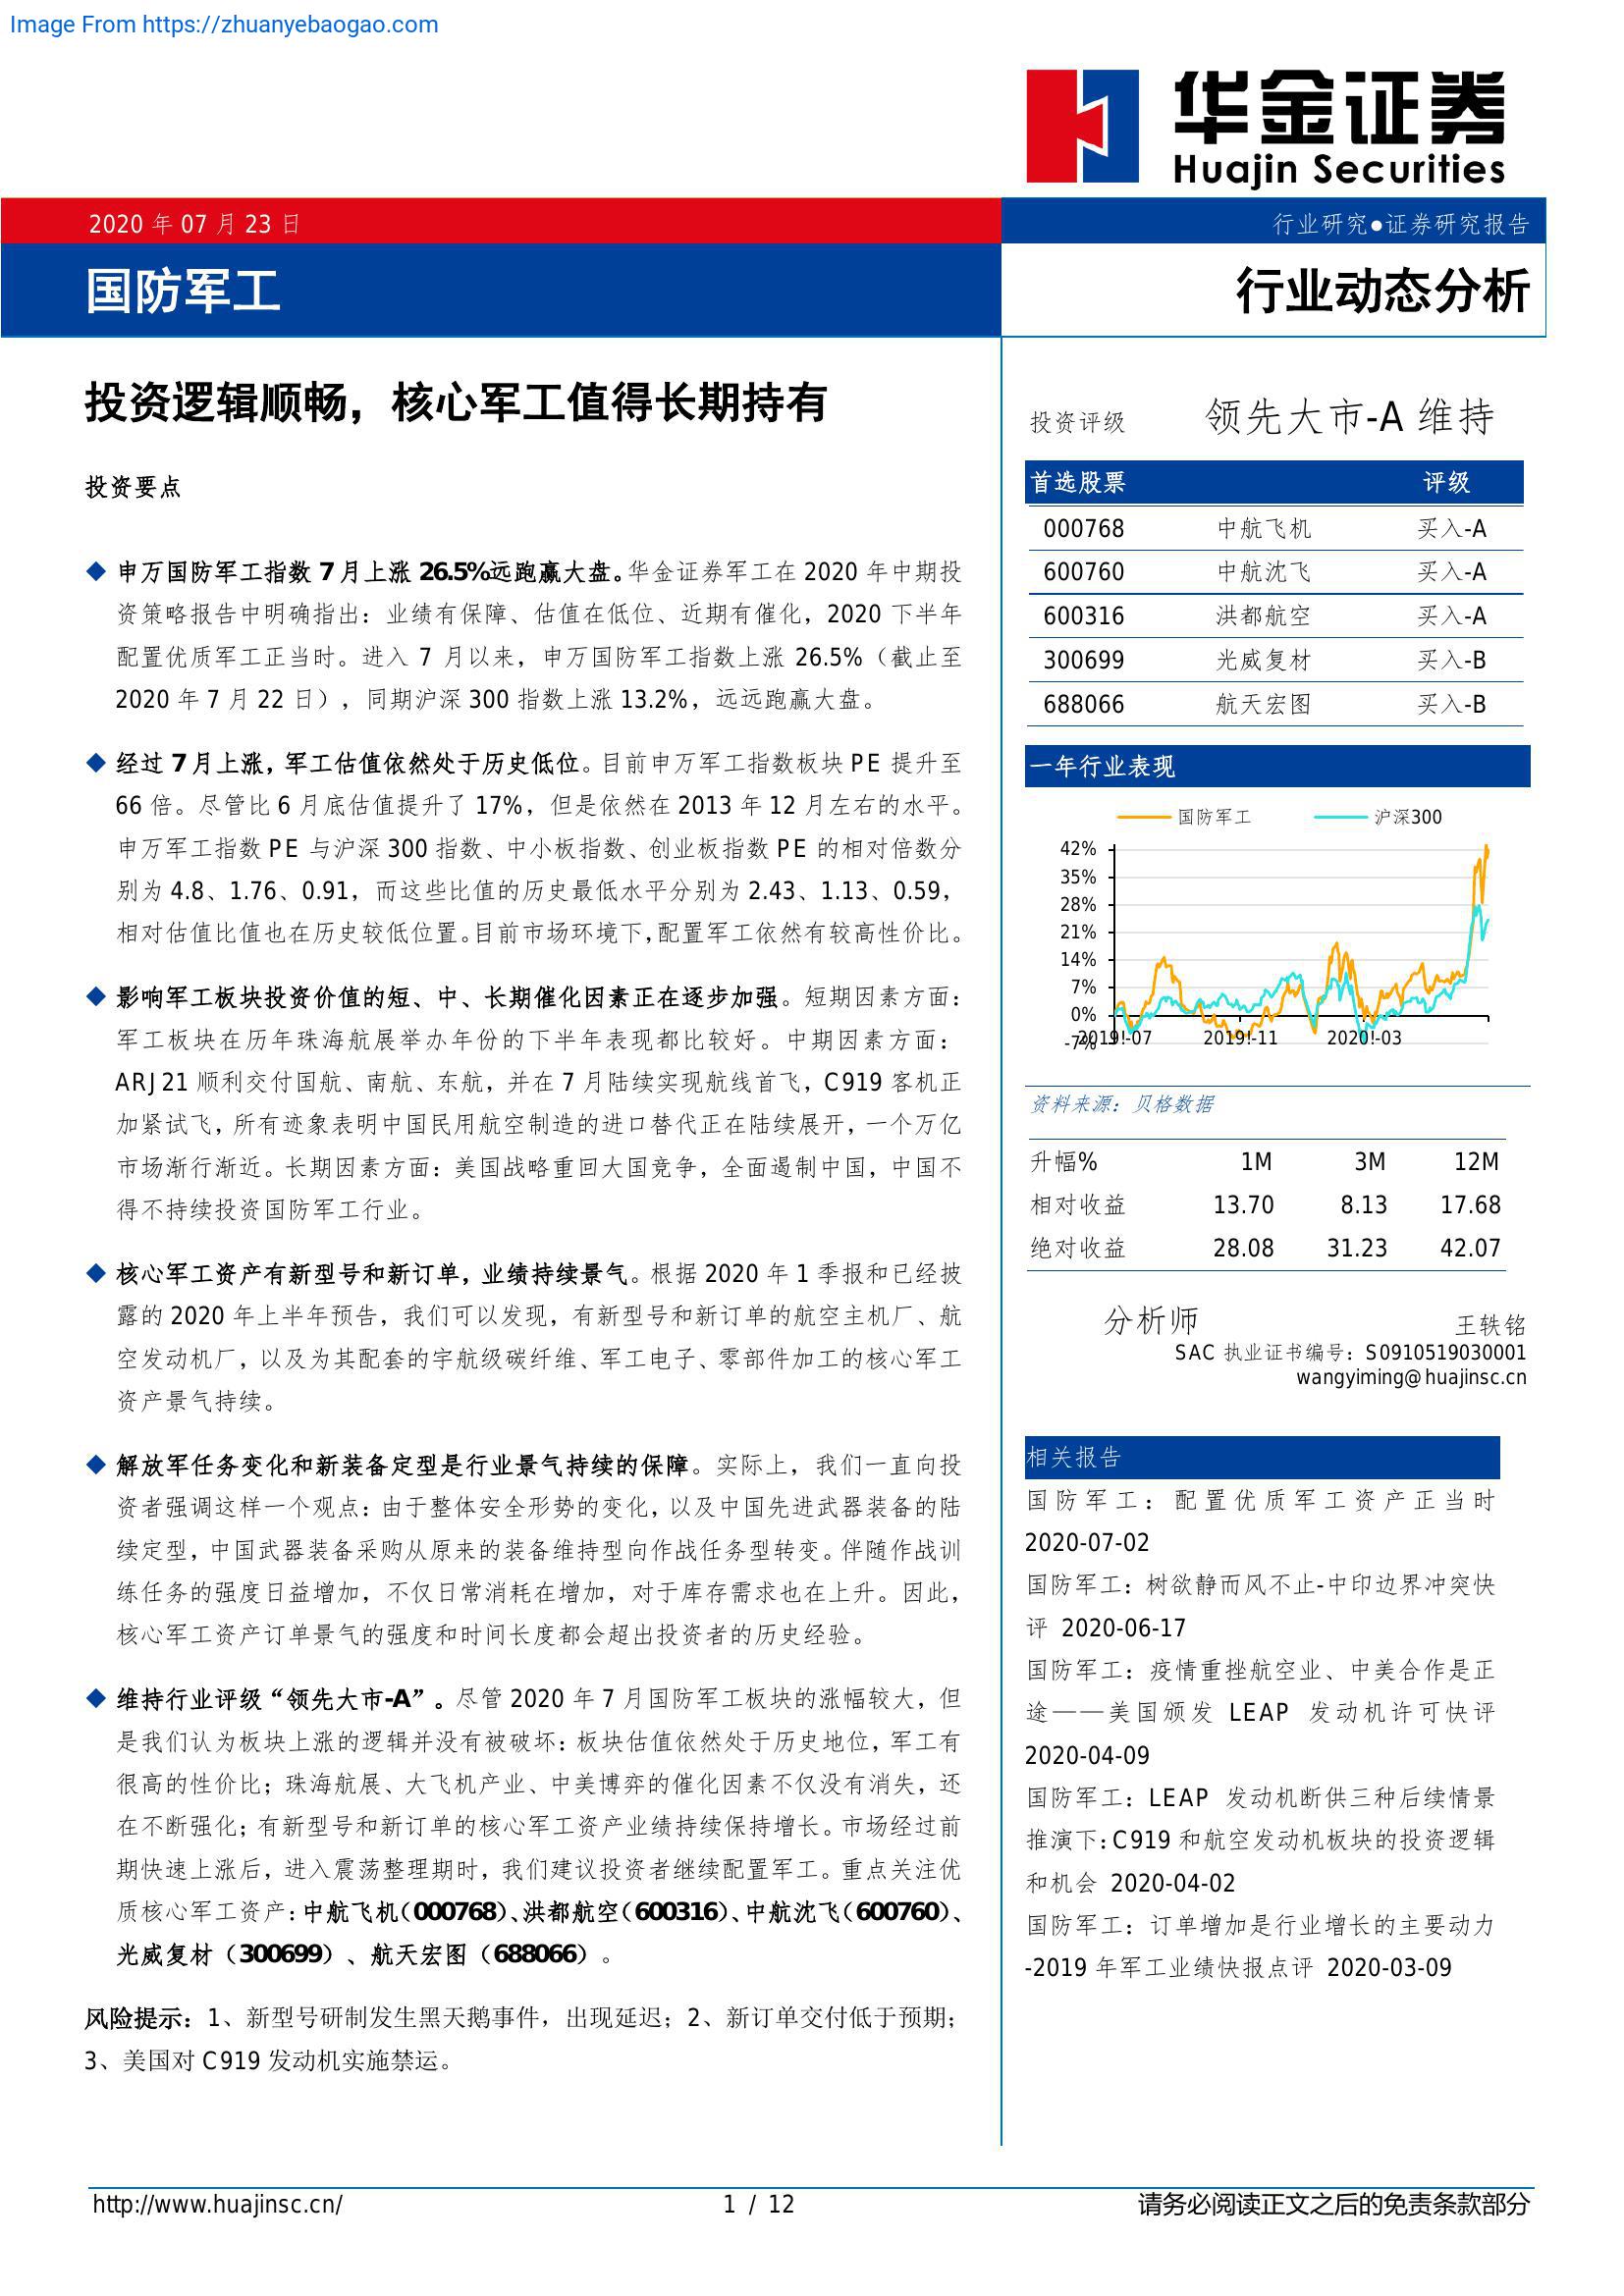 Image From https://zhuanyebaogao.com
华金证券
Huajin Securities
2020 年 07 月 23 日
行业研究●证券研究报告
国防军工
行业动态分析
投资逻辑顺畅，核心军工值得长期持有
投资要点
◆ 申万国防军工指数 7 月上涨 26.5%远跑赢大盘。华金证券军工在 2020 年中期投
资策略报告中明确指出：业绩有保障、估值在低位、近期有催化，2020 下半年
配置优质军工正当时。进入 7 月以来，申万国防军工指数上涨 26.5%（截止至
2020 年 7 月 22 日），同期沪深 300 指数上涨 13.2%，远远跑赢大盘。
◆ 经过 7 月上涨，军工估值依然处于历史低位。目前申万军工指数板块 PE 提升至
66 倍。尽管比 6 月底估值提升了 17%，但是依然在 2013 年 12 月左右的水平。
申万军工指数 PE 与沪深 300 指数、中小板指数、创业板指数 PE 的相对倍数分
别为 4.8、1.76、0.91，而这些比值的历史最低水平分别为 2.43、1.13、0.59，
相对估值比值也在历史较低位置。目前市场环境下，配置军工依然有较高性价比。
◆ 影响军工板块投资价值的短、中、长期催化因素正在逐步加强。短期因素方面：
军工板块在历年珠海航展举办年份的下半年表现都比较好。中期因素方面：
ARJ21 顺利交付国航、南航、东航，并在 7 月陆续实现航线首飞，C919 客机正
加紧试飞，所有迹象表明中国民用航空制造的进口替代正在陆续展开，一个万亿
市场渐行渐近。长期因素方面：美国战略重回大国竞争，全面遏制中国，中国不
得不持续投资国防军工行业。
◆ 核心军工资产有新型号和新订单，业绩持续景气。根据 2020 年 1 季报和已经披
露的 2020 年上半年预告，我们可以发现，有新型号和新订单的航空主机厂、航
空发动机厂，以及为其配套的宇航级碳纤维、军工电子、零部件加工的核心军工
资产景气持续。
◆ 解放军任务变化和新装备定型是行业景气持续的保障。实际上，我们一直向投
资者强调这样一个观点：由于整体安全形势的变化，以及中国先进武器装备的陆
续定型，中国武器装备采购从原来的装备维持型向作战任务型转变。伴随作战训
练任务的强度日益增加，不仅日常消耗在增加，对于库存需求也在上升。因此，
核心军工资产订单景气的强度和时间长度都会超出投资者的历史经验。
◆ 维持行业评级“领先大市-A”。尽管 2020 年 7 月国防军工板块的涨幅较大，但
是我们认为板块上涨的逻辑并没有被破坏：板块估值依然处于历史地位，军工有
很高的性价比；珠海航展、大飞机产业、中美博弈的催化因素不仅没有消失，还
在不断强化；有新型号和新订单的核心军工资产业绩持续保持增长。市场经过前
期快速上涨后，进入震荡整理期时，我们建议投资者继续配置军工。重点关注优
质核心军工资产：中航飞机（000768）、洪都航空（600316）、中航沈飞（600760）、
光威复材（300699）、航天宏图（688066）。
风险提示：1、新型号研制发生黑天鹅事件，出现延迟；2、新订单交付低于预期；
3、美国对 C919 发动机实施禁运。
投资评级 领先大市-A 维持
首选股票 评级
000768 中航飞机 买入-A
600760 中航沈飞 买入-A
600316 洪都航空 买入-A
300699 光威复材 买入-B
688066 航天宏图 买入-B
一年行业表现
国防军工 沪深300
42%
35%
28%
21%
14%
7%
0%
-7%
2019!-07 2019!-11 2020!-03
资料来源：贝格数据
升幅% 1M 3M 12M
相对收益 13.70 8.13 17.68
绝对收益 28.08 31.23 42.07
分析师 王轶铭
SAC 执业证书编号：S0910519030001
wangyiming@huajinsc.cn
相关报告
国防军工：配置优质军工资产正当时
2020-07-02
国防军工：树欲静而风不止-中印边界冲突快
评 2020-06-17
国防军工：疫情重挫航空业、中美合作是正
途——美国颁发 LEAP 发动机许可快评
2020-04-09
国防军工：LEAP 发动机断供三种后续情景
推演下：C919 和航空发动机板块的投资逻辑
和机会 2020-04-02
国防军工：订单增加是行业增长的主要动力
-2019 年军工业绩快报点评 2020-03-09
http://www.huajinsc.cn/ 1 / 12 请务必阅读正文之后的免责条款部分